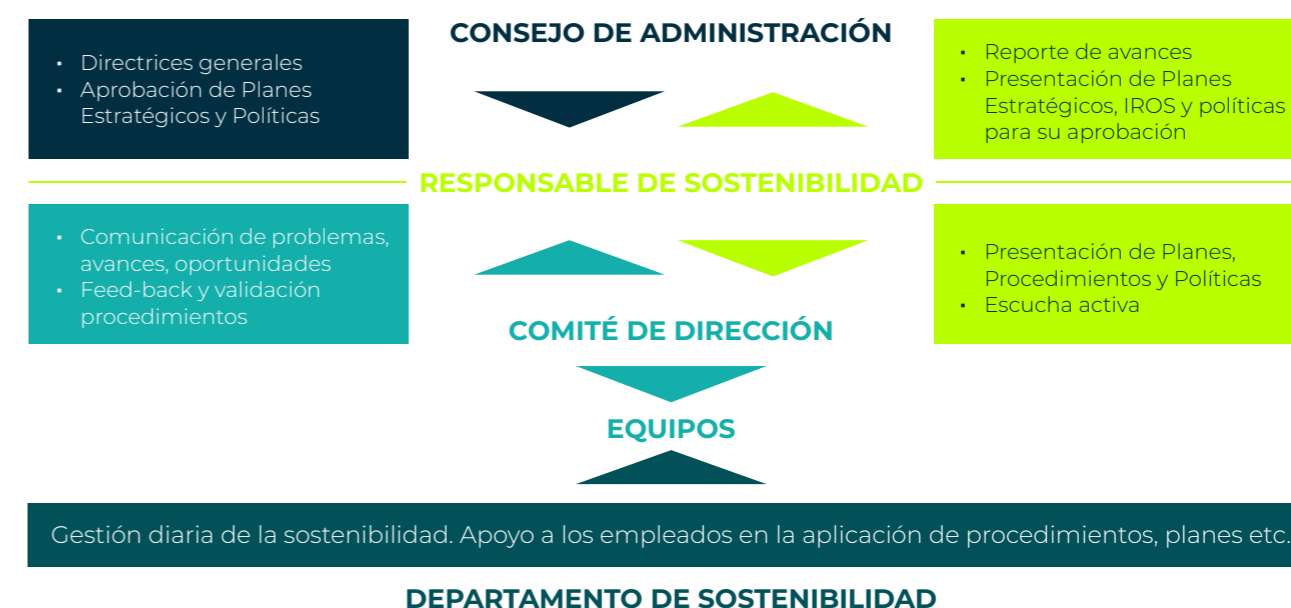 CONSEJO DE ADMINISTRACIÓN
• Directrices generales
• Aprobación de Planes
Estratégicos y Políticas
• Reporte de avances
• Presentación de Planes
Estratégicos, IROS y políticas
para su aprobación
RESPONSABLE DE SOSTENIBILIDAD
• Comunicación de problemas,
avances, oportunidades
• Feed-back y validación
procedimientos
• Presentación de Planes,
Procedimientos y Políticas
• Escucha activa
COMITÉ DE DIRECCIÓN
EQUIPOS
Gestión diaria de la sostenibilidad. Apoyo a los empleados en la aplicación de procedimientos, planes etc.
DEPARTAMENTO DE SOSTENIBILIDAD